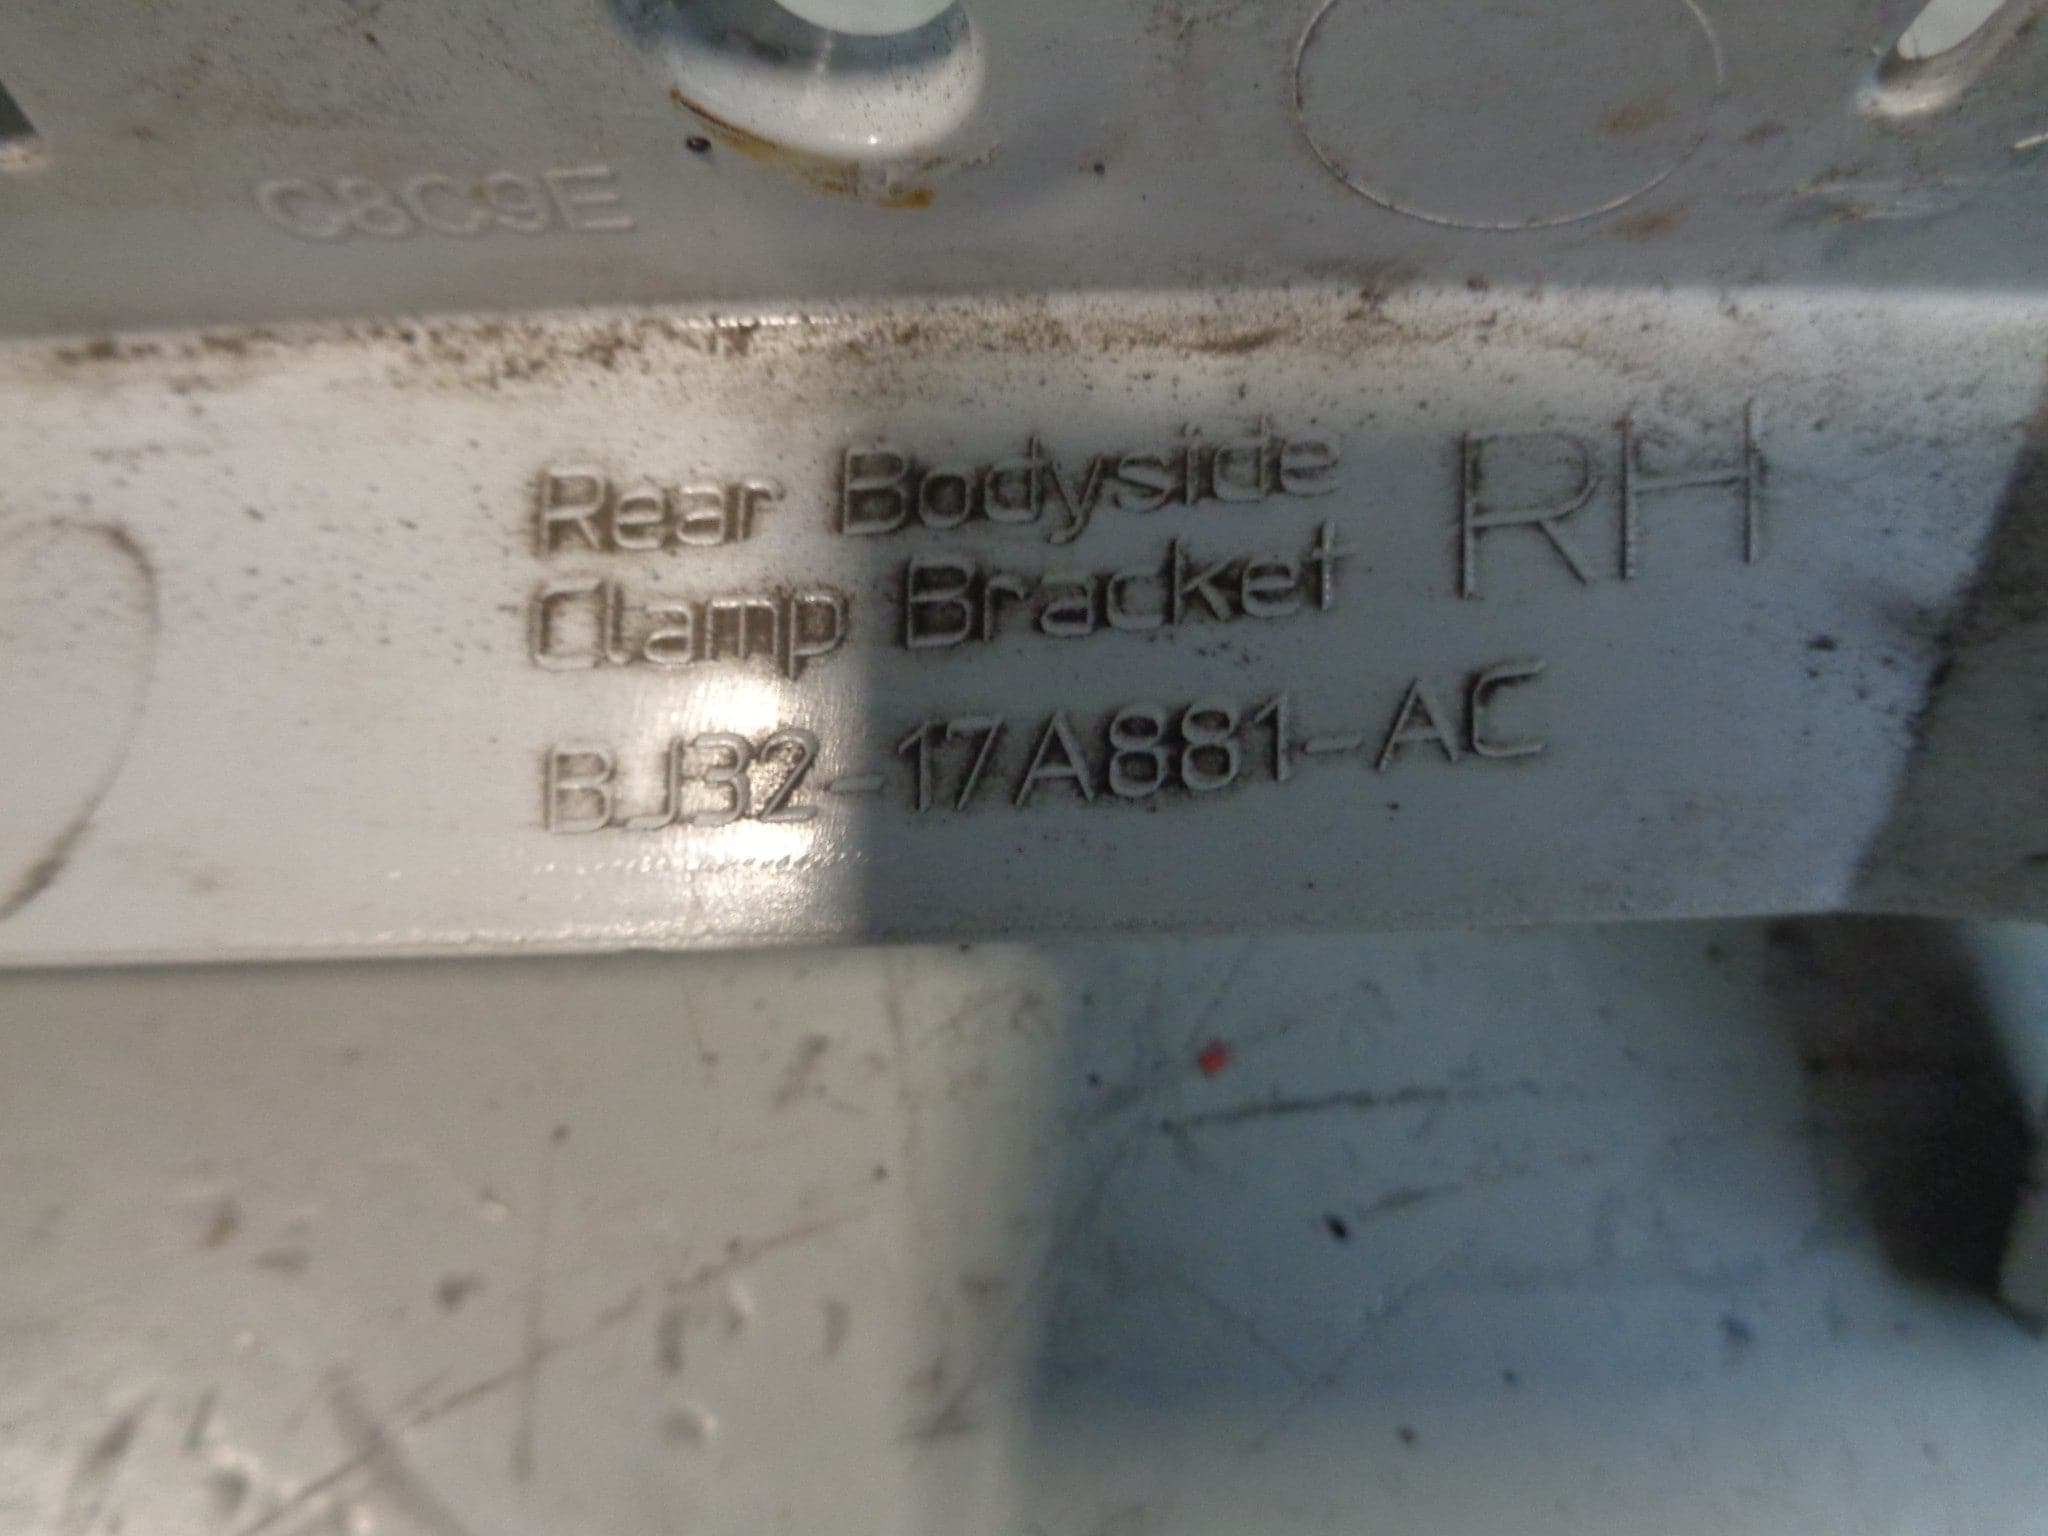 C8C9E
Rear Bodyside RH
Clamp Bracket
BJ32-17A881-AC